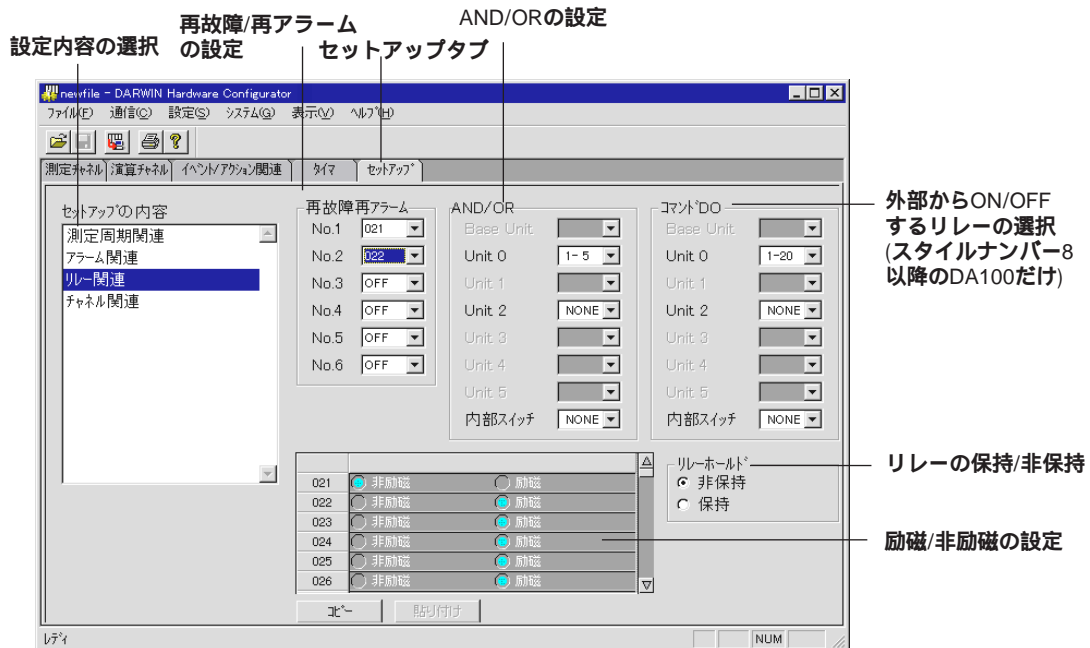 AND/ORの設定
再故障/再アラーム
の設定
設定内容の選択
セットアップタブ
newfile - DARWIN Hardware Configurator
ファイル(F) 通信(C) 設定(S) システム(G) 表示(V) ヘルプ(H)
測定チャネル 演算チャネル イベント/アクション関連 タイマ セットアップ
セットアップの内容
測定周期関連
アラーム関連
リレー関連
チャネル関連
再故障再アラーム
No.1 021
No.2 022
No.3 OFF
No.4 OFF
No.5 OFF
No.6 OFF
AND/OR
Base Unit
Unit 0 1- 5
Unit 1
Unit 2 NONE
Unit 3
Unit 4
Unit 5
内部スイッチ NONE
コマンドDO
Base Unit
Unit 0 1-20
Unit 1
Unit 2 NONE
Unit 3
Unit 4
Unit 5
内部スイッチ NONE
外部からON/OFF
するリレーの選択
(スタイルナンバー8
以降のDA100だけ)
021 非励磁 励磁
022 非励磁 励磁
023 非励磁 励磁
024 非励磁 励磁
025 非励磁 励磁
026 非励磁 励磁
リレーホールド
非保持
保持
リレーの保持/非保持
励磁/非励磁の設定
コピー 貼り付け
レディ NUM